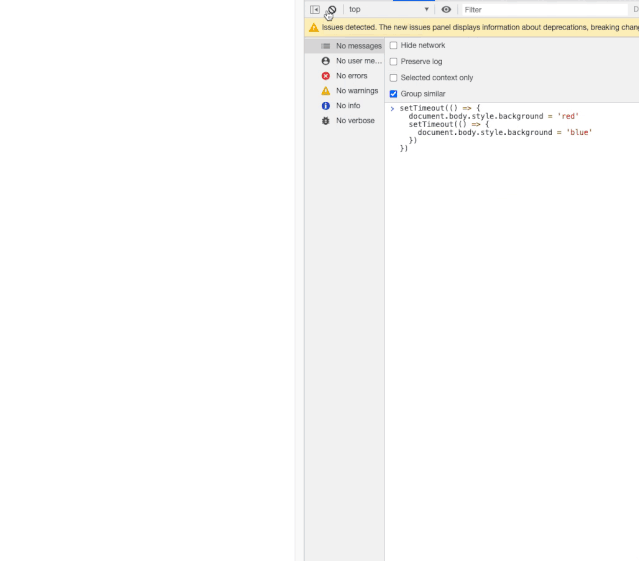 top
Filter
Issues detected. The new issues panel displays information about deprecations, breaking chan
No messages
No user me...
No errors
No warnings
No info
No verbose
Hide network
Preserve log
Selected context only
Group similar
> setTimeout(() => {
document.body.style.background = 'red'
setTimeout(() => {
document.body.style.background = 'blue'
})
})